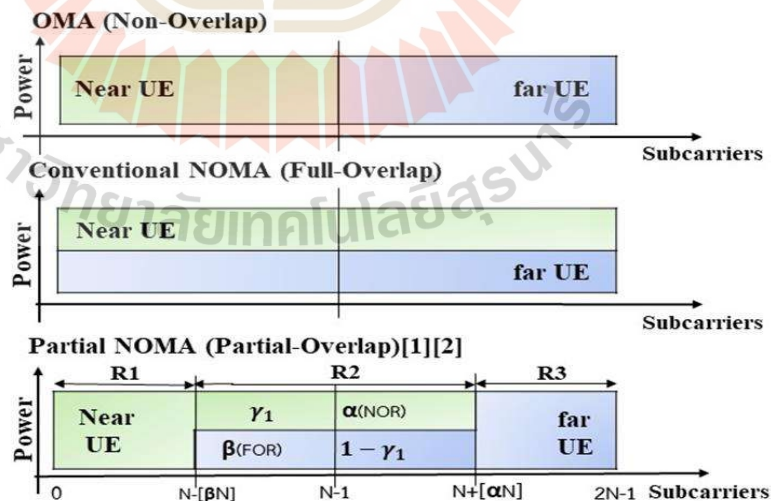 OMA (Non-Overlap)
Power
Near UE
far UE
Subcarriers
Conventional NOMA (Full-Overlap)
Power
Near UE
far UE
Subcarriers
Partial NOMA (Partial-Overlap)[1][2]
R1
R2
R3
Power
Near
UE
γ₁
α(NOR)
β(FOR)
1 − γ₁
far
UE
0
N-[βN]
N-1
N+[αN]
2N-1
Subcarriers